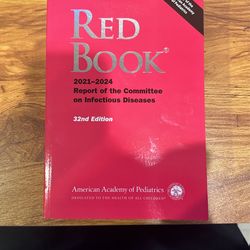 RED
BOOK®
2021–2024
Report of the Committee
on Infectious Diseases
32nd Edition
American Academy of Pediatrics
DEDICATED TO THE HEALTH OF ALL CHILDREN®